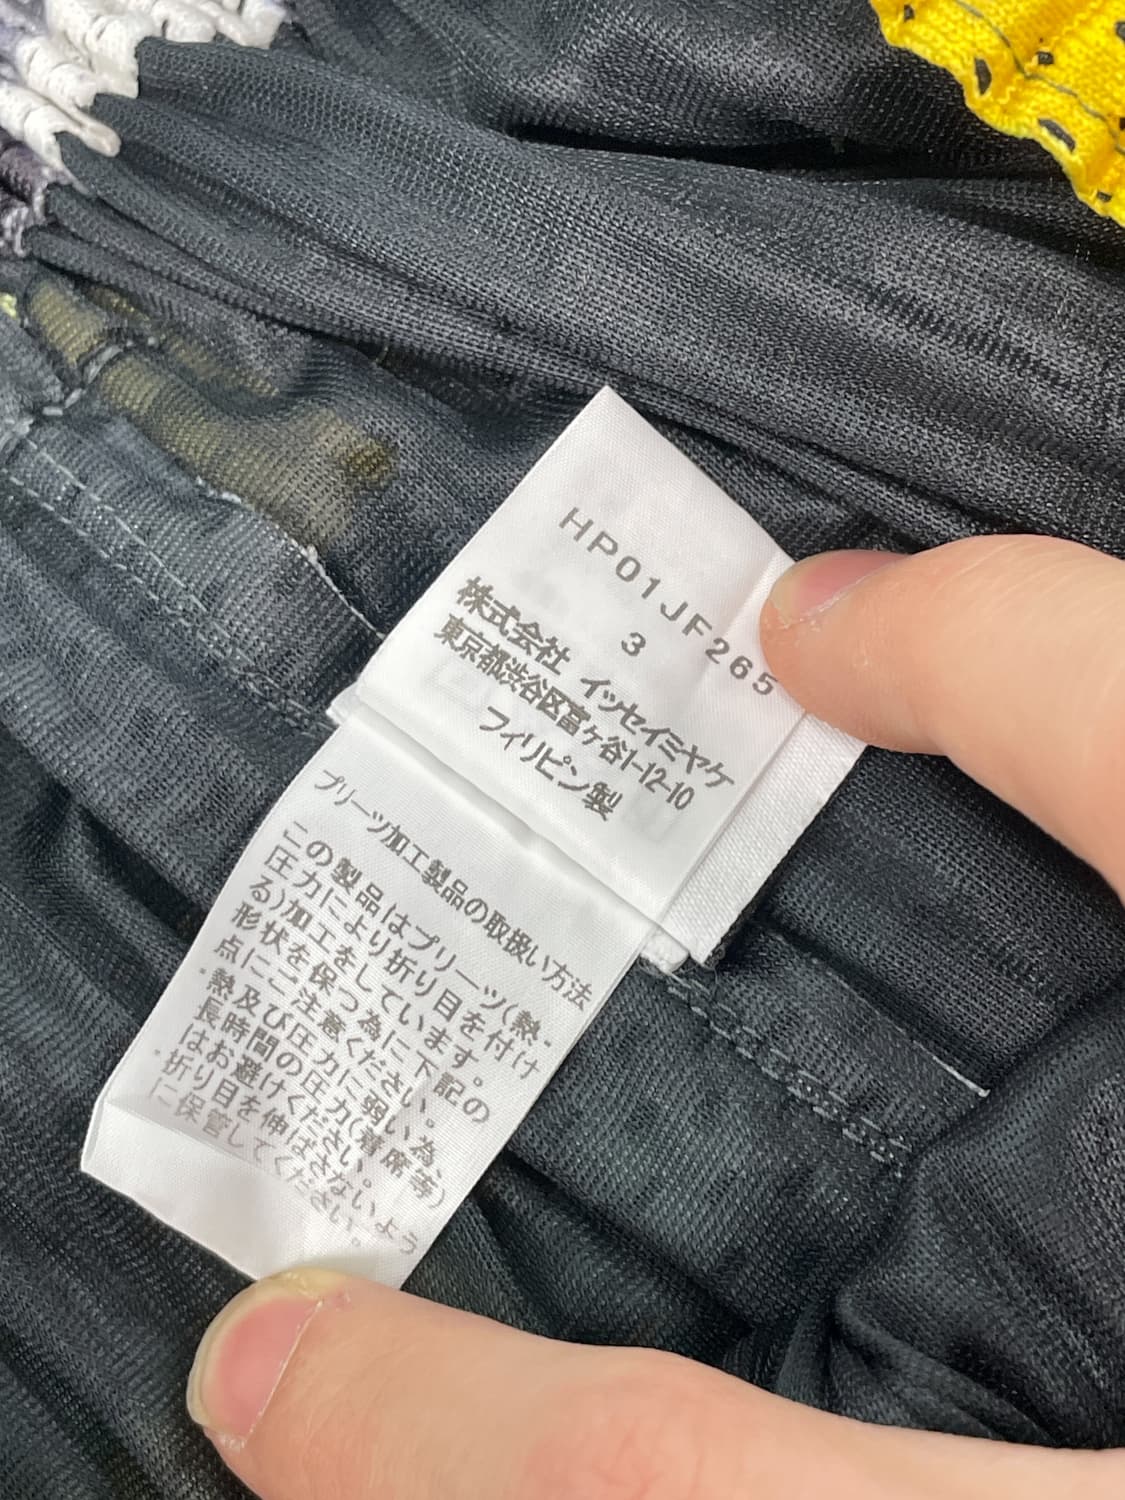 HP01JF265
3
株式会社 イッセイミヤケ
東京都渋谷区富ヶ谷1-12-10
フィリピン製
プリーツ加工製品の取扱い方法
この製品はプリーツ(熱・
圧力により折り目を付け
る)加工をしています。
形状を保つ為に下記の
点にご注意ください。
・熱及び圧力に弱い為、
長時間の圧力(着席等)
はお避けください。
・折り目を伸ばさないよう
に保管してください。